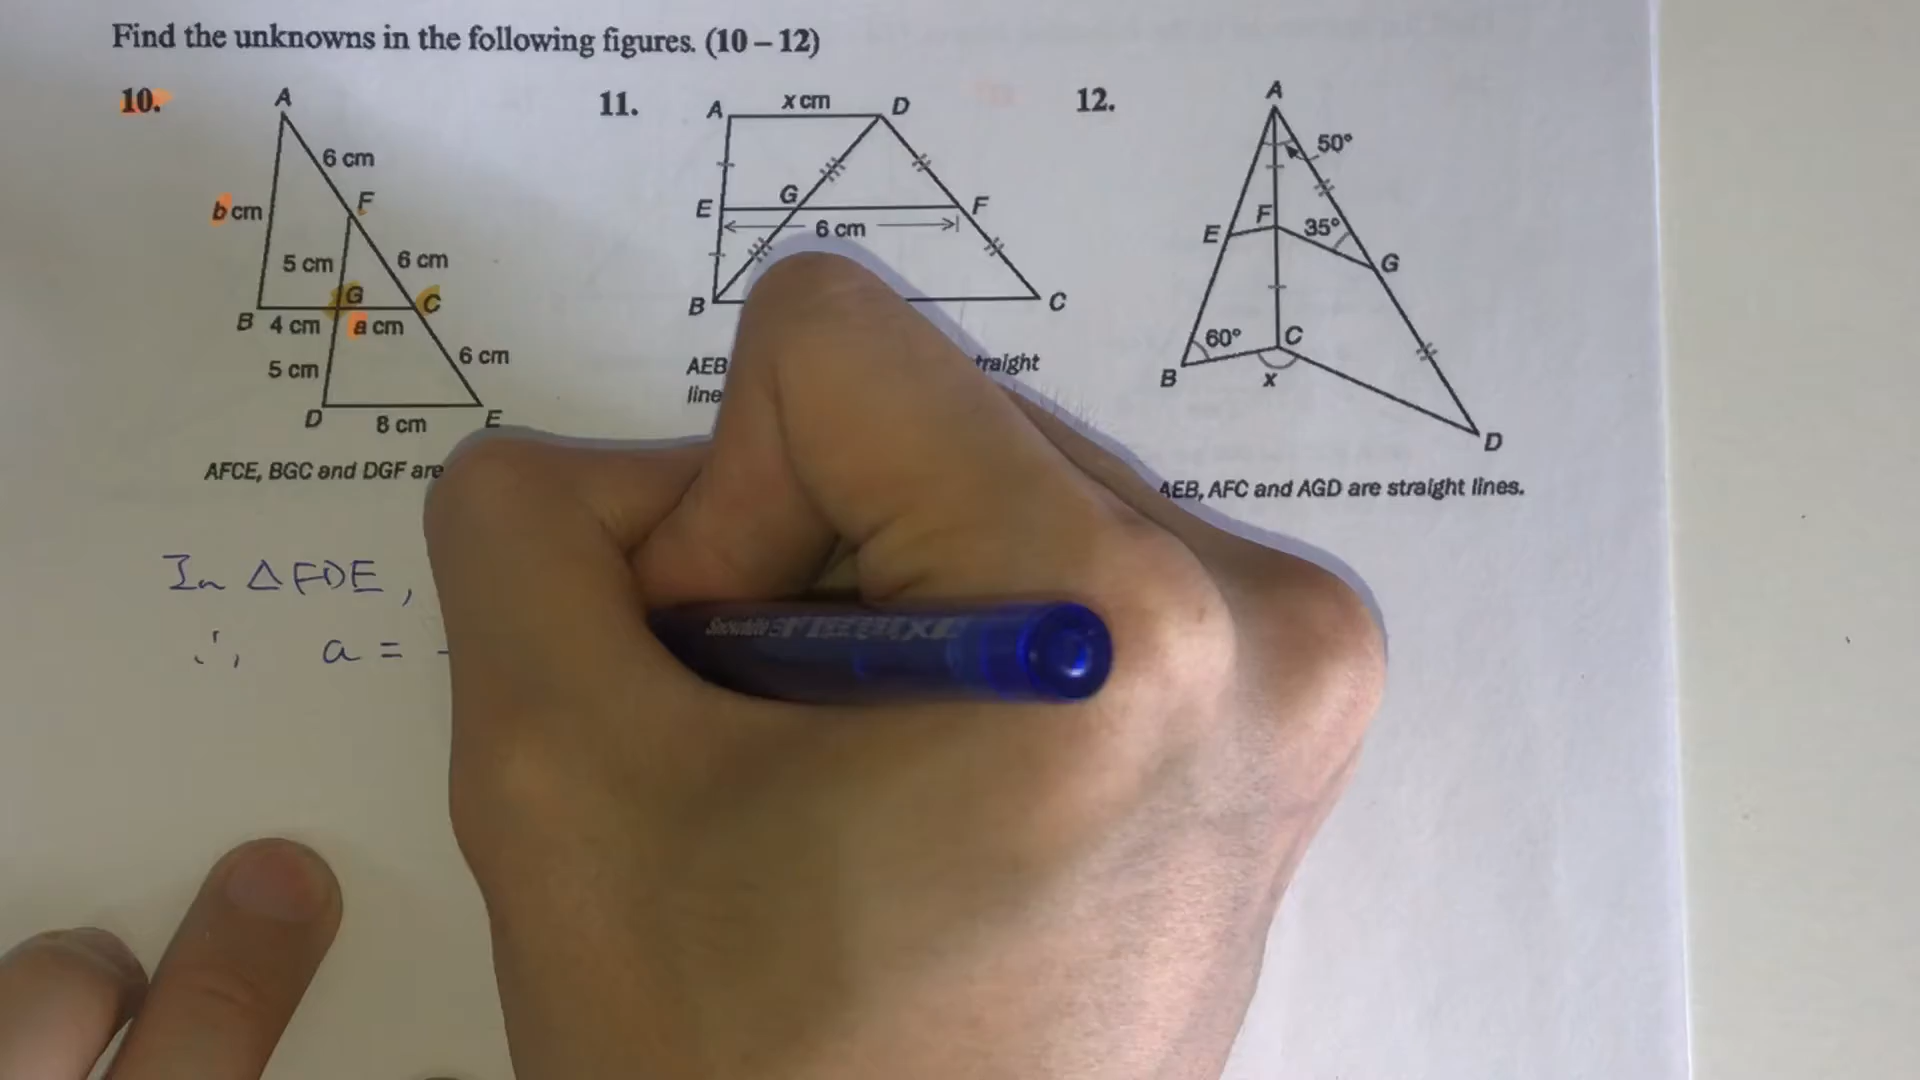 Find the unknowns in the following figures. (10 – 12)
10.
A
6 cm
F
b cm
5 cm
6 cm
G
C
B
4 cm
a cm
5 cm
6 cm
D
8 cm
E
AFCE, BGC and DGF are
11.
A
x cm
D
E
G
F
6 cm
B
C
AEB
line
12.
A
50°
E
F
35°
G
60°
C
B
x
D
AEB, AFC and AGD are straight lines.
In △FDE,
∴ a =